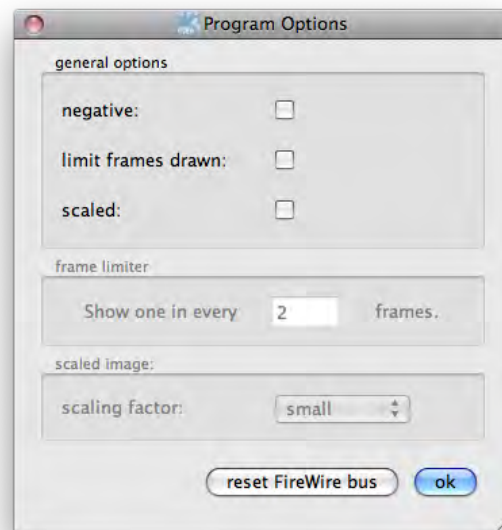 Program Options
general options
negative:
limit frames drawn:
scaled:
frame limiter
Show one in every 2 frames.
scaled image:
scaling factor: small
reset FireWire bus ok